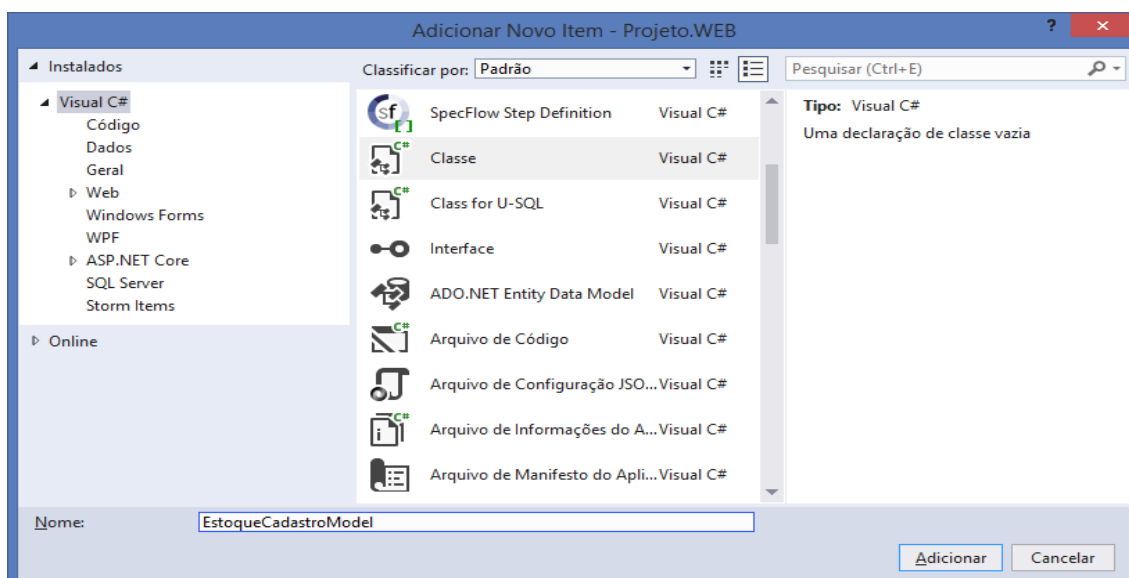 Adicionar Novo Item - Projeto.WEB
?
Instalados
Classificar por: Padrão
Pesquisar (Ctrl+E)
Visual C#
Código
Dados
Geral
Web
Windows Forms
WPF
ASP.NET Core
SQL Server
Storm Items
Online
sf
SpecFlow Step Definition Visual C#
C#
Classe Visual C#
C#
Class for U-SQL Visual C#
Interface Visual C#
ADO.NET Entity Data Model Visual C#
C#
Arquivo de Código Visual C#
Arquivo de Configuração JSO... Visual C#
C#
Arquivo de Informações do A... Visual C#
Arquivo de Manifesto do Apli... Visual C#
Tipo: Visual C#
Uma declaração de classe vazia
Nome: EstoqueCadastroModel
Adicionar Cancelar